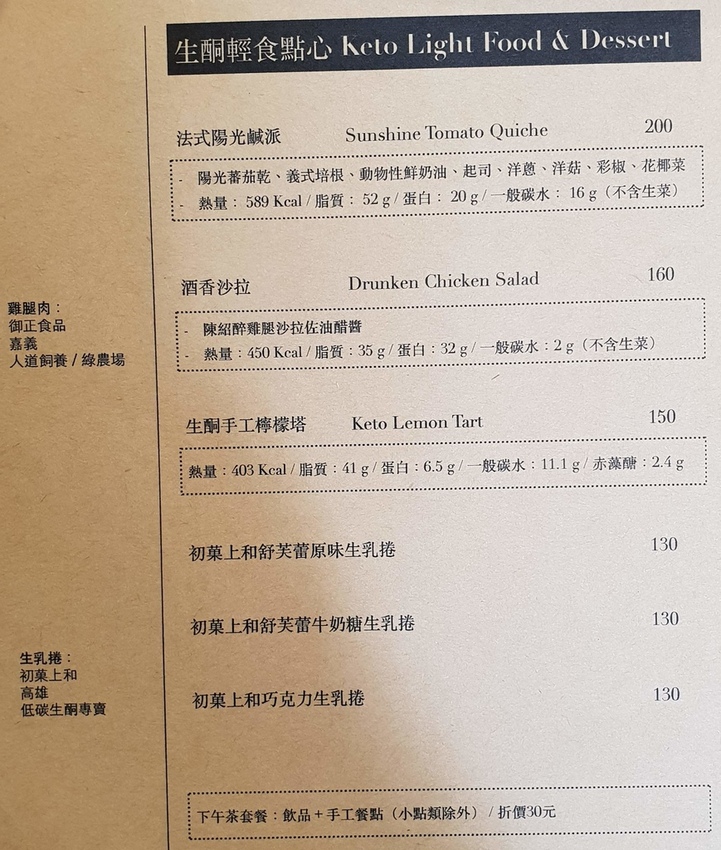 生酮輕食點心 Keto Light Food & Dessert
法式陽光鹹派 Sunshine Tomato Quiche 200
- 陽光蕃茄乾、義式培根、動物性鮮奶油、起司、洋蔥、洋菇、彩椒、花椰菜
- 熱量： 589 Kcal / 脂質： 52 g / 蛋白： 20 g / 一般碳水： 16 g（不含生菜）
酒香沙拉 Drunken Chicken Salad 160
- 陳紹醉雞腿沙拉佐油醋醬
- 熱量：450 Kcal / 脂質：35 g / 蛋白：32 g / 一般碳水：2 g（不含生菜）
雞腿肉：
御正食品
嘉義
人道飼養 / 綠農場
生酮手工檸檬塔 Keto Lemon Tart 150
熱量：403 Kcal / 脂質：41 g / 蛋白：6.5 g / 一般碳水：11.1 g / 赤藻醣：2.4 g
初菓上和舒芙蕾原味生乳捲 130
初菓上和舒芙蕾牛奶糖生乳捲 130
初菓上和巧克力生乳捲 130
生乳捲：
初菓上和
高雄
低碳生酮專賣
下午茶套餐：飲品 + 手工餐點（小點類除外） / 折價30元